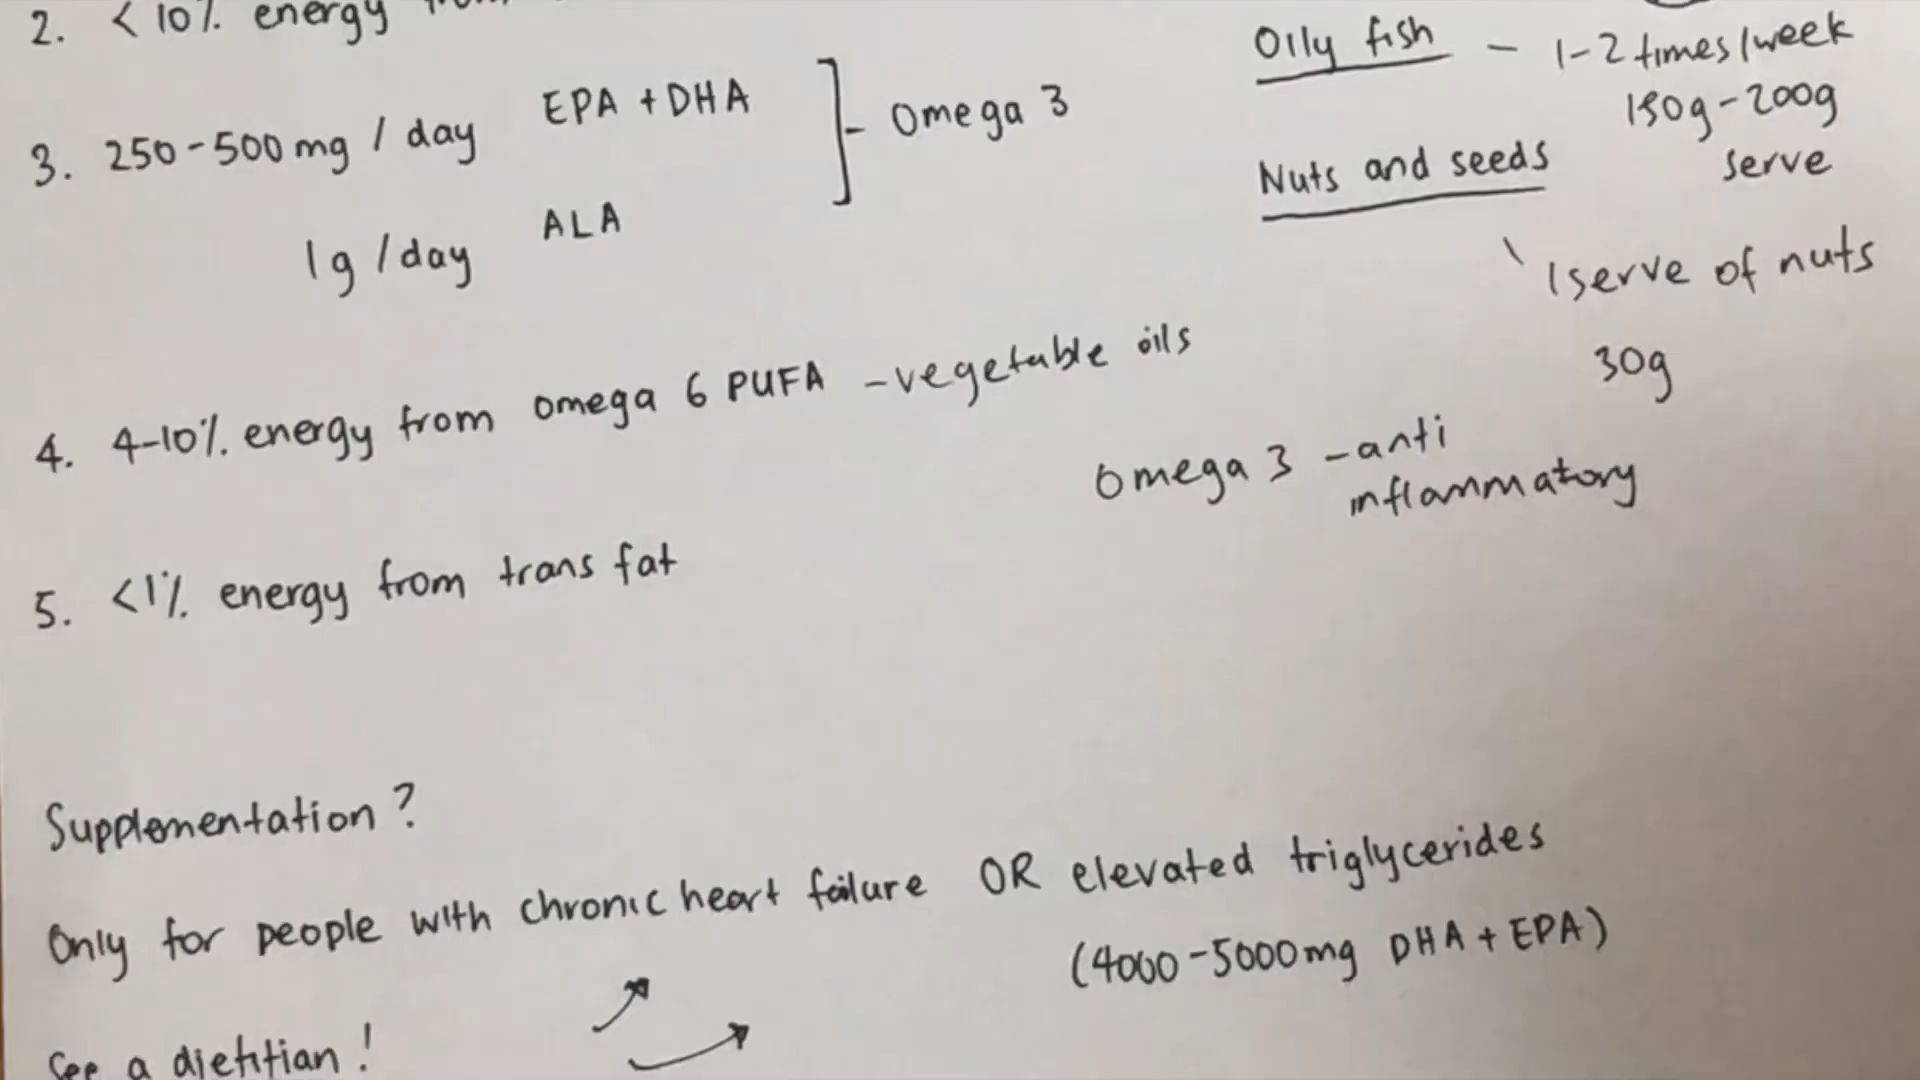 2. < 10% energy
3. 250-500mg / day EPA + DHA
1g / day ALA
Omega 3
4. 4-10% energy from omega 6 PUFA - vegetable oils
5. <1% energy from trans fat
Oily fish - 1-2 times/week
150g-200g
serve
Nuts and seeds
1 serve of nuts
30g
Omega 3 - anti
inflammatory
Supplementation?
Only for people with chronic heart failure OR elevated triglycerides
(4000-5000mg DHA + EPA)
See a dietitian!